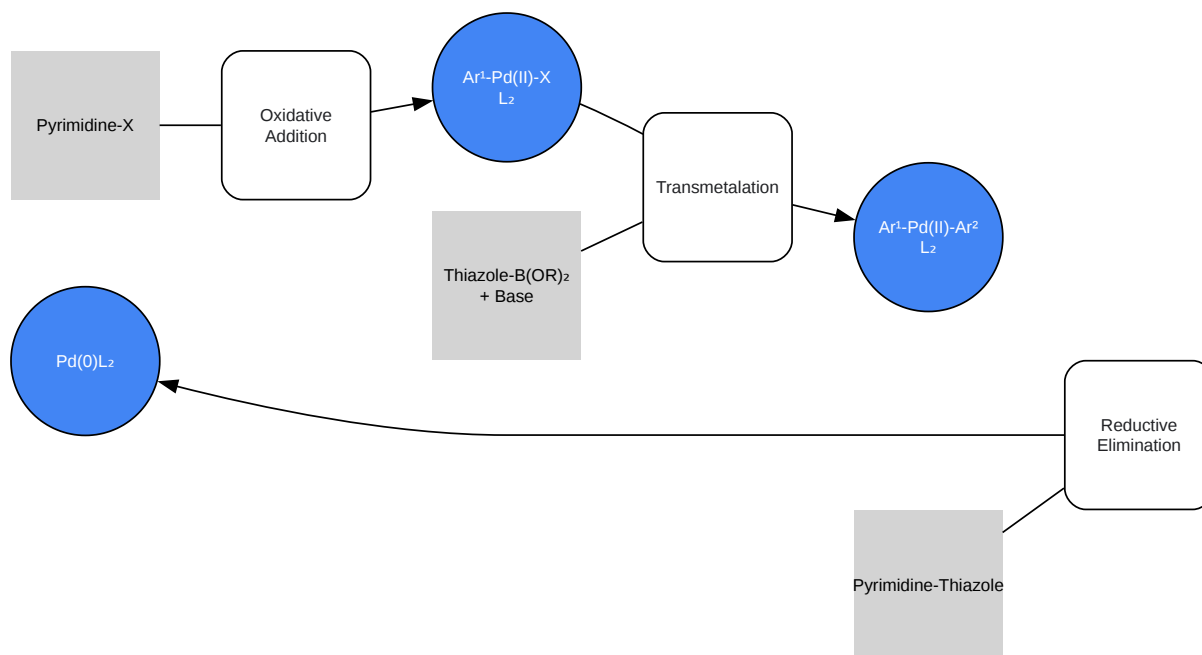 Pyrimidine-X
Oxidative
Addition
Ar¹-Pd(II)-X
L₂
Transmetalation
Thiazole-B(OR)₂
+ Base
Ar¹-Pd(II)-Ar²
L₂
Pd(0)L₂
Reductive
Elimination
Pyrimidine-Thiazole